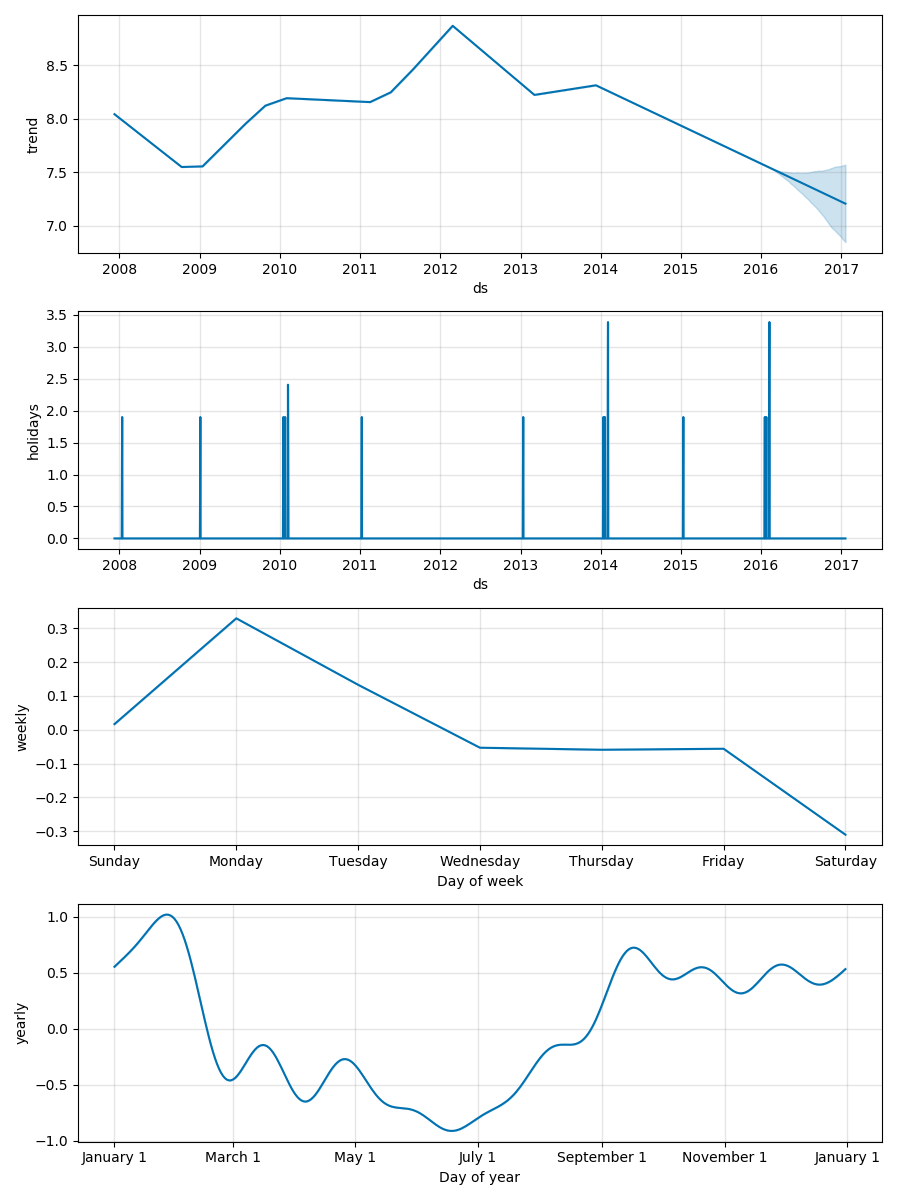 8.5
8.0
7.5
7.0
trend
2008 2009 2010 2011 2012 2013 2014 2015 2016 2017
ds
3.5
3.0
2.5
2.0
1.5
1.0
0.5
0.0
holidays
2008 2009 2010 2011 2012 2013 2014 2015 2016 2017
ds
0.3
0.2
0.1
0.0
−0.1
−0.2
−0.3
weekly
Sunday Monday Tuesday Wednesday Thursday Friday Saturday
Day of week
1.0
0.5
0.0
−0.5
−1.0
yearly
January 1 March 1 May 1 July 1 September 1 November 1 January 1
Day of year